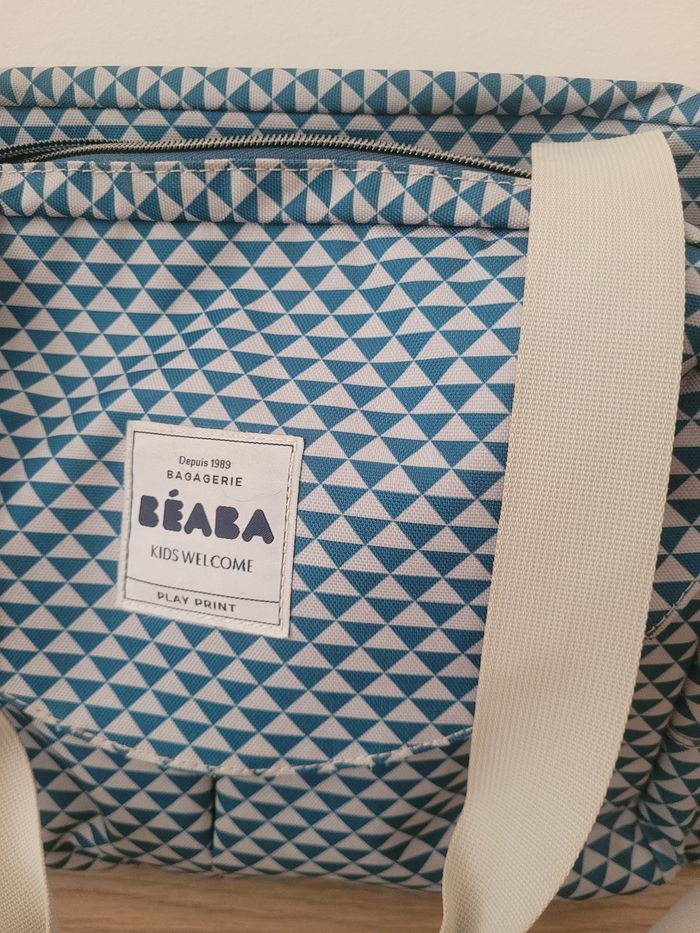 Depuis 1989
BAGAGERIE
BÉABA
KIDS WELCOME
PLAY PRINT